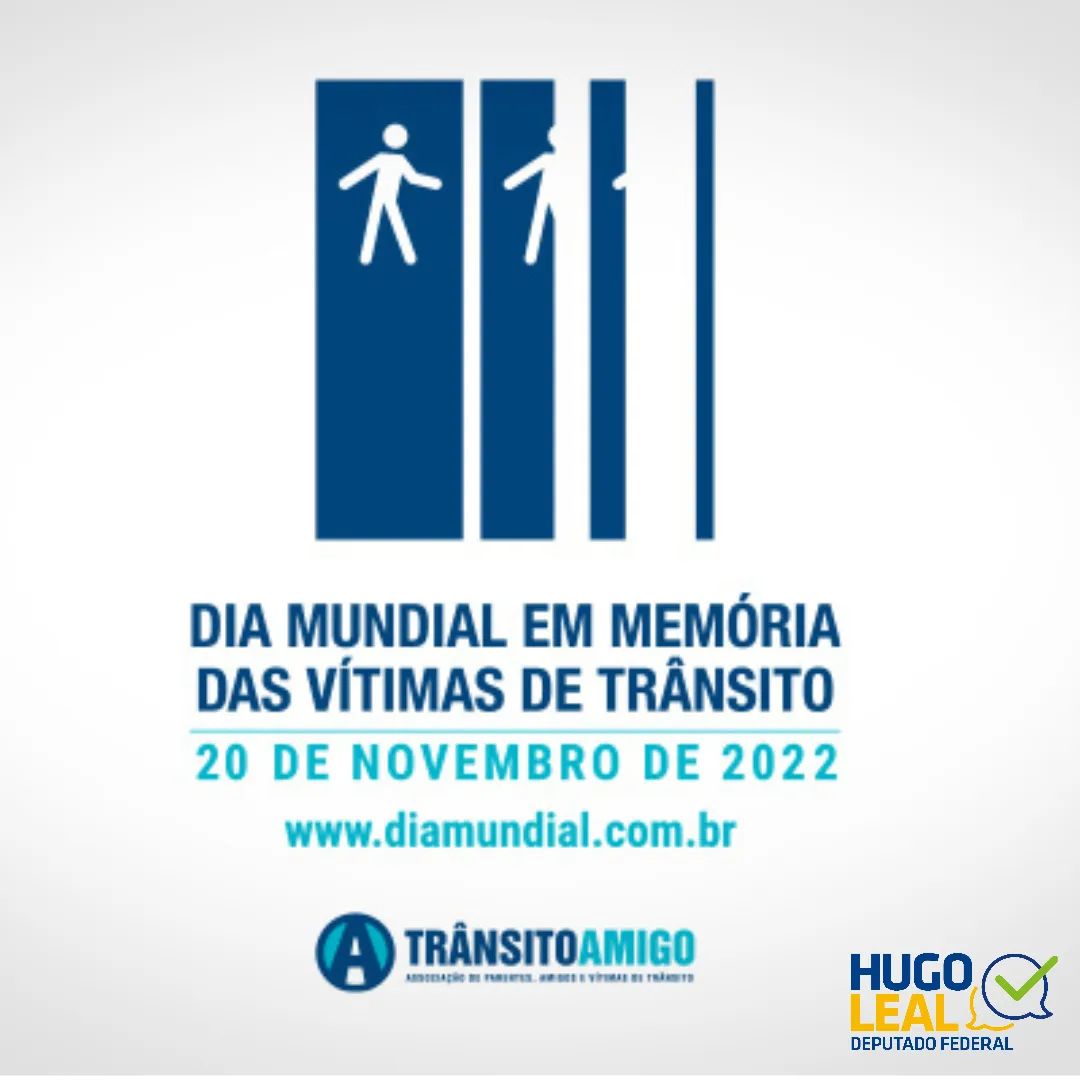 DIA MUNDIAL EM MEMÓRIA
DAS VÍTIMAS DE TRÂNSITO
20 DE NOVEMBRO DE 2022
www.diamundial.com.br
TRÂNSITOAMIGO
ASSOCIAÇÃO DE PARENTES, AMIGOS E VÍTIMAS DE TRÂNSITO
HUGO
LEAL
DEPUTADO FEDERAL